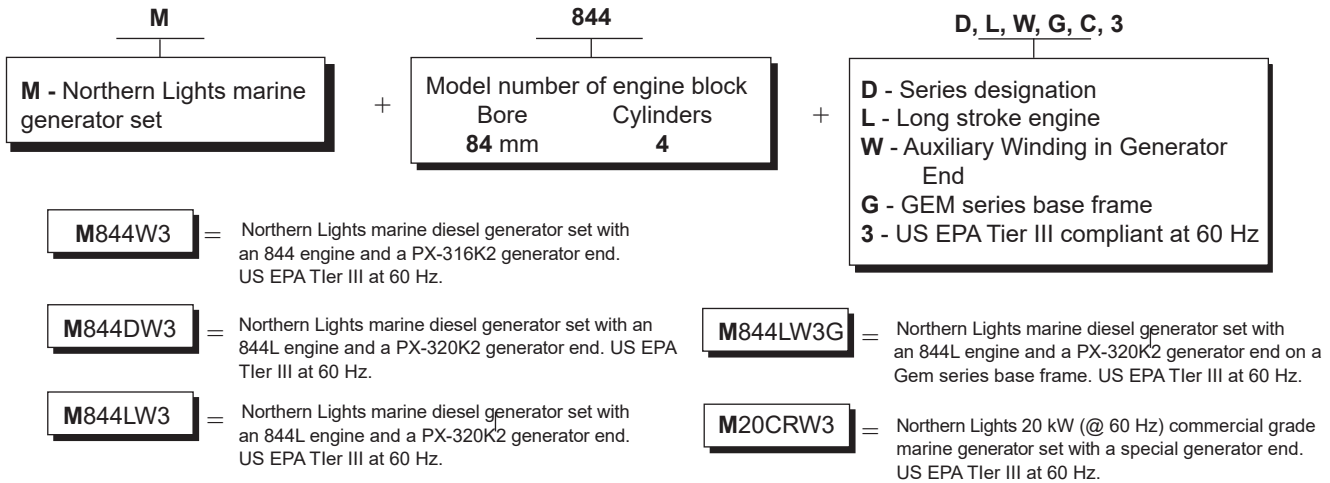 M
844
D, L, W, G, C, 3
M - Northern Lights marine
generator set
+
Model number of engine block
Bore Cylinders
84 mm 4
+
D - Series designation
L - Long stroke engine
W - Auxiliary Winding in Generator
End
G - GEM series base frame
3 - US EPA Tier III compliant at 60 Hz
M844W3 = Northern Lights marine diesel generator set with
an 844 engine and a PX-316K2 generator end.
US EPA TIer III at 60 Hz.
M844DW3 = Northern Lights marine diesel generator set with an
844L engine and a PX-320K2 generator end. US EPA
TIer III at 60 Hz.
M844LW3 = Northern Lights marine diesel generator set with
an 844L engine and a PX-320K2 generator end.
US EPA TIer III at 60 Hz.
M844LW3G = Northern Lights marine diesel generator set with
an 844L engine and a PX-320K2 generator end on a
Gem series base frame. US EPA TIer III at 60 Hz.
M20CRW3 = Northern Lights 20 kW (@ 60 Hz) commercial grade
marine generator set with a special generator end.
US EPA TIer III at 60 Hz.